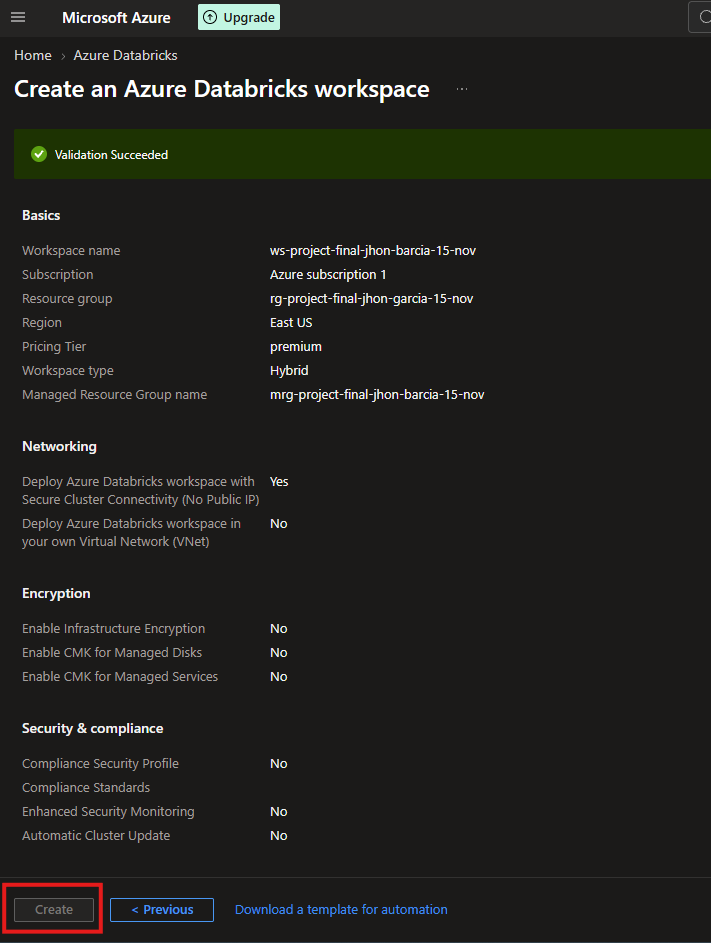 Microsoft Azure
Upgrade
Home > Azure Databricks
Create an Azure Databricks workspace ...
Validation Succeeded
Basics
Workspace name ws-project-final-jhon-barcia-15-nov
Subscription Azure subscription 1
Resource group rg-project-final-jhon-garcia-15-nov
Region East US
Pricing Tier premium
Workspace type Hybrid
Managed Resource Group name mrg-project-final-jhon-barcia-15-nov
Networking
Deploy Azure Databricks workspace with Yes
Secure Cluster Connectivity (No Public IP)
Deploy Azure Databricks workspace in No
your own Virtual Network (VNet)
Encryption
Enable Infrastructure Encryption No
Enable CMK for Managed Disks No
Enable CMK for Managed Services No
Security & compliance
Compliance Security Profile No
Compliance Standards
Enhanced Security Monitoring No
Automatic Cluster Update No
Create
< Previous
Download a template for automation